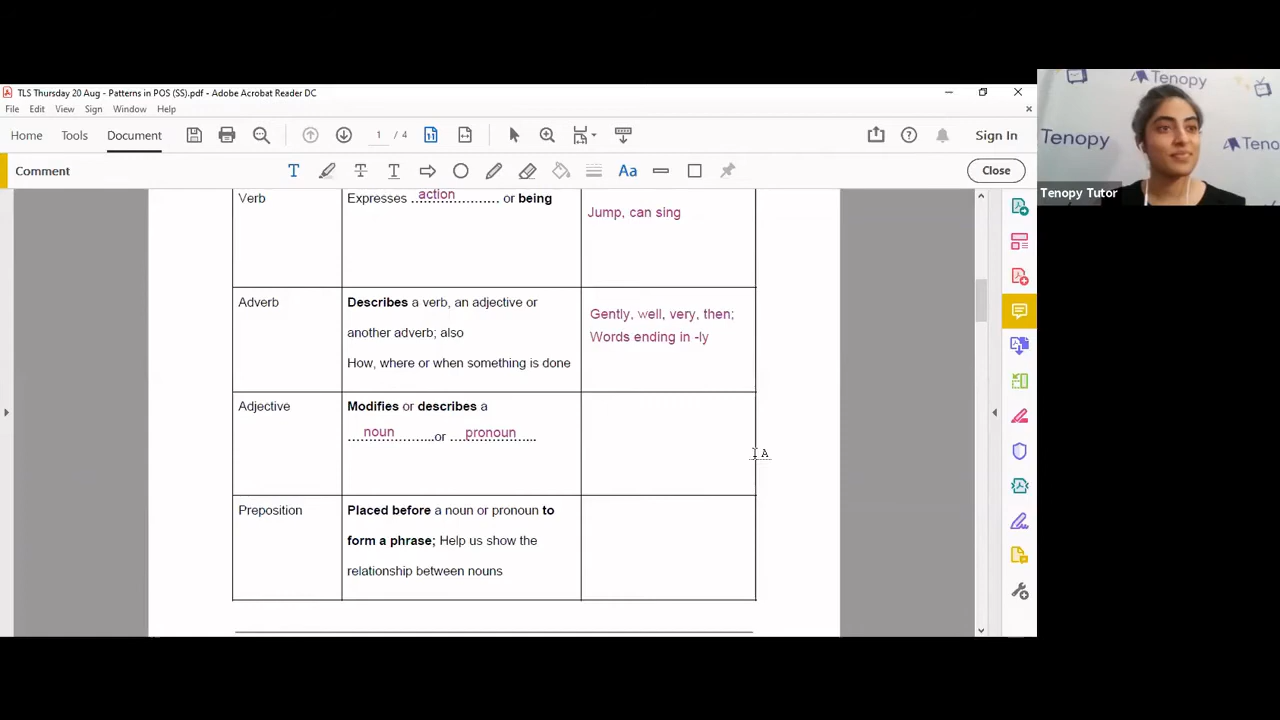 TLS Thursday 20 Aug - Patterns in POS (SS).pdf - Adobe Acrobat Reader DC
File Edit View Sign Window Help
Home Tools Document 1 / 4 Sign In
Comment Close
Verb Expresses ...action... or being Jump, can sing
Adverb Describes a verb, an adjective or
another adverb; also
How, where or when something is done
Gently, well, very, then;
Words ending in -ly
Adjective Modifies or describes a
...noun...or ...pronoun...
Preposition Placed before a noun or pronoun to
form a phrase; Help us show the
relationship between nouns
Tenopy
Tenopy
Tenopy Tutor